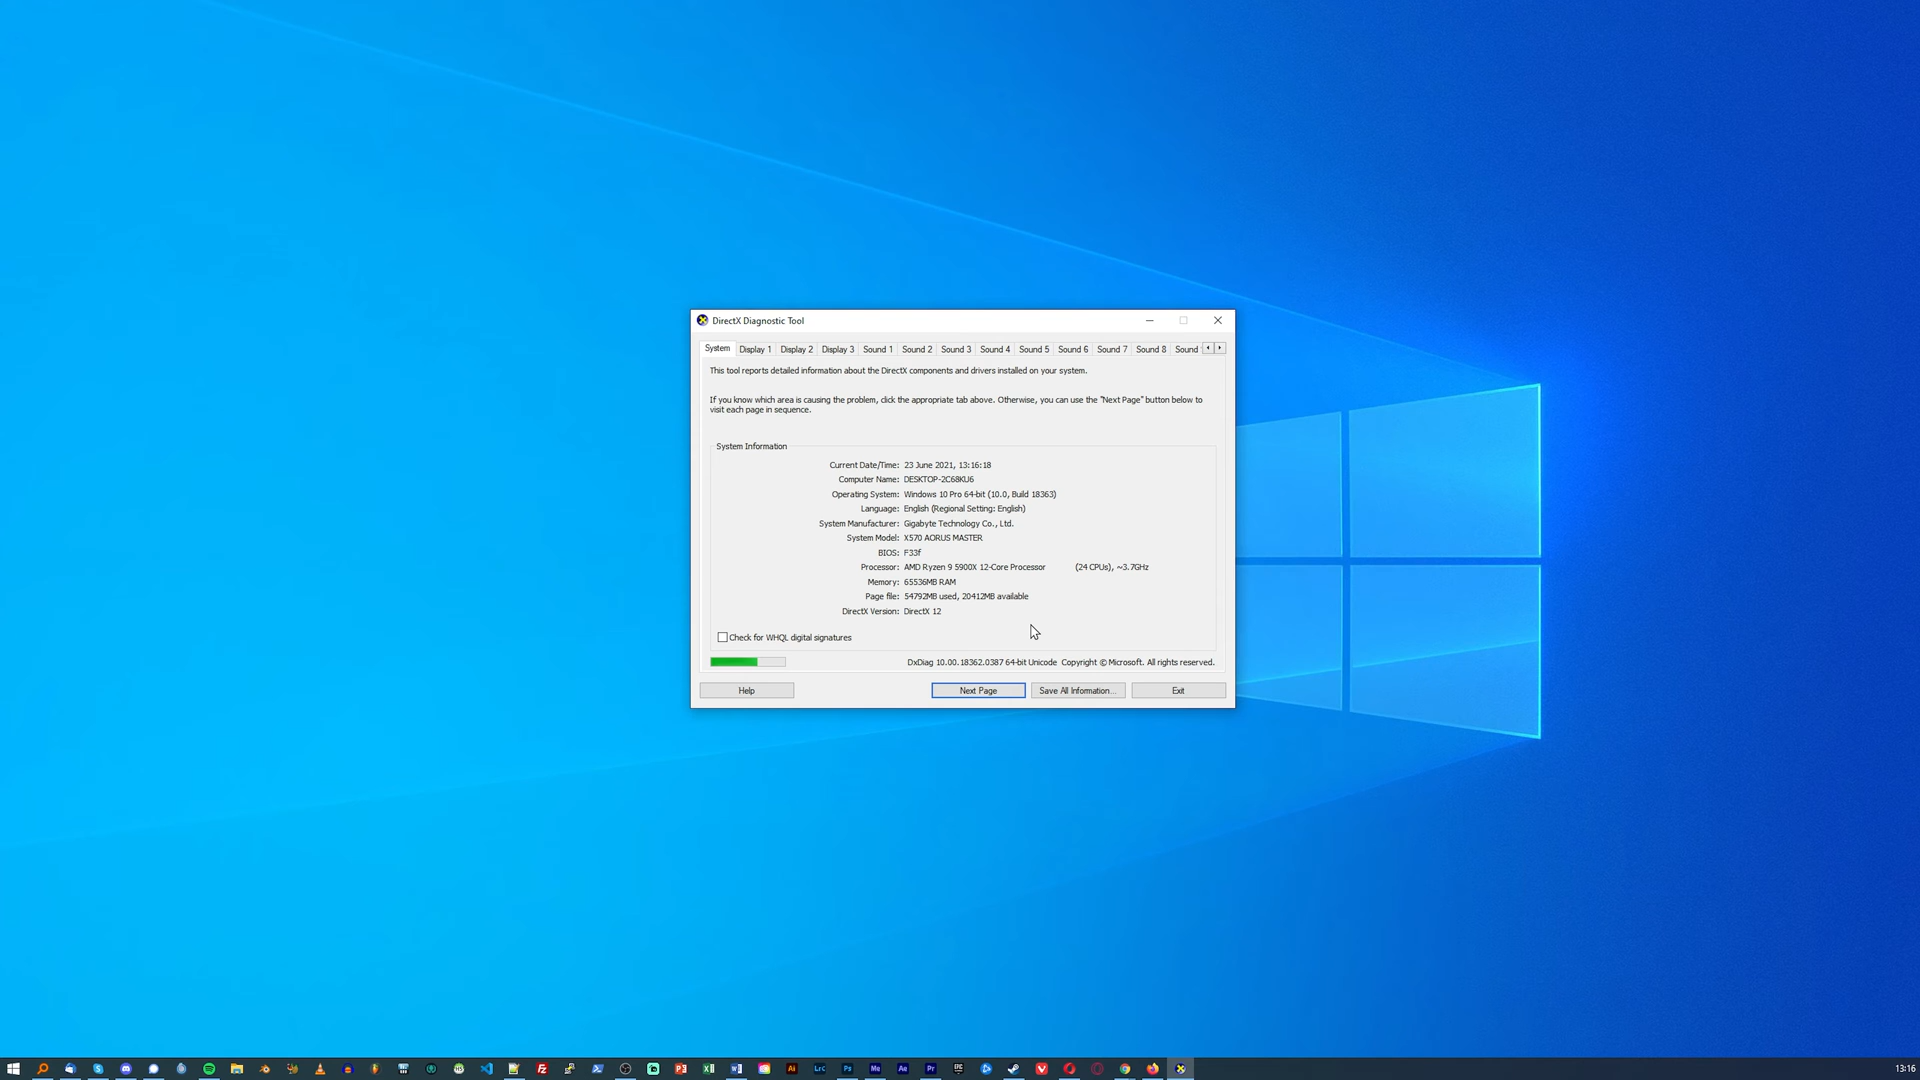 DirectX Diagnostic Tool
System Display 1 Display 2 Display 3 Sound 1 Sound 2 Sound 3 Sound 4 Sound 5 Sound 6 Sound 7 Sound 8 Sound
This tool reports detailed information about the DirectX components and drivers installed on your system.
If you know which area is causing the problem, click the appropriate tab above. Otherwise, you can use the "Next Page" button below to
visit each page in sequence.
System Information
Current Date/Time: 23 June 2021, 13:16:18
Computer Name: DESKTOP-2C68KU6
Operating System: Windows 10 Pro 64-bit (10.0, Build 18363)
Language: English (Regional Setting: English)
System Manufacturer: Gigabyte Technology Co., Ltd.
System Model: X570 AORUS MASTER
BIOS: F33f
Processor: AMD Ryzen 9 5900X 12-Core Processor (24 CPUs), ~3.7GHz
Memory: 65536MB RAM
Page file: 54792MB used, 20412MB available
DirectX Version: DirectX 12
Check for WHQL digital signatures
DxDiag 10.00.18362.0387 64-bit Unicode Copyright © Microsoft. All rights reserved.
Help Next Page Save All Information... Exit
Ai Lrc Ps Me Ae Pr
13:16